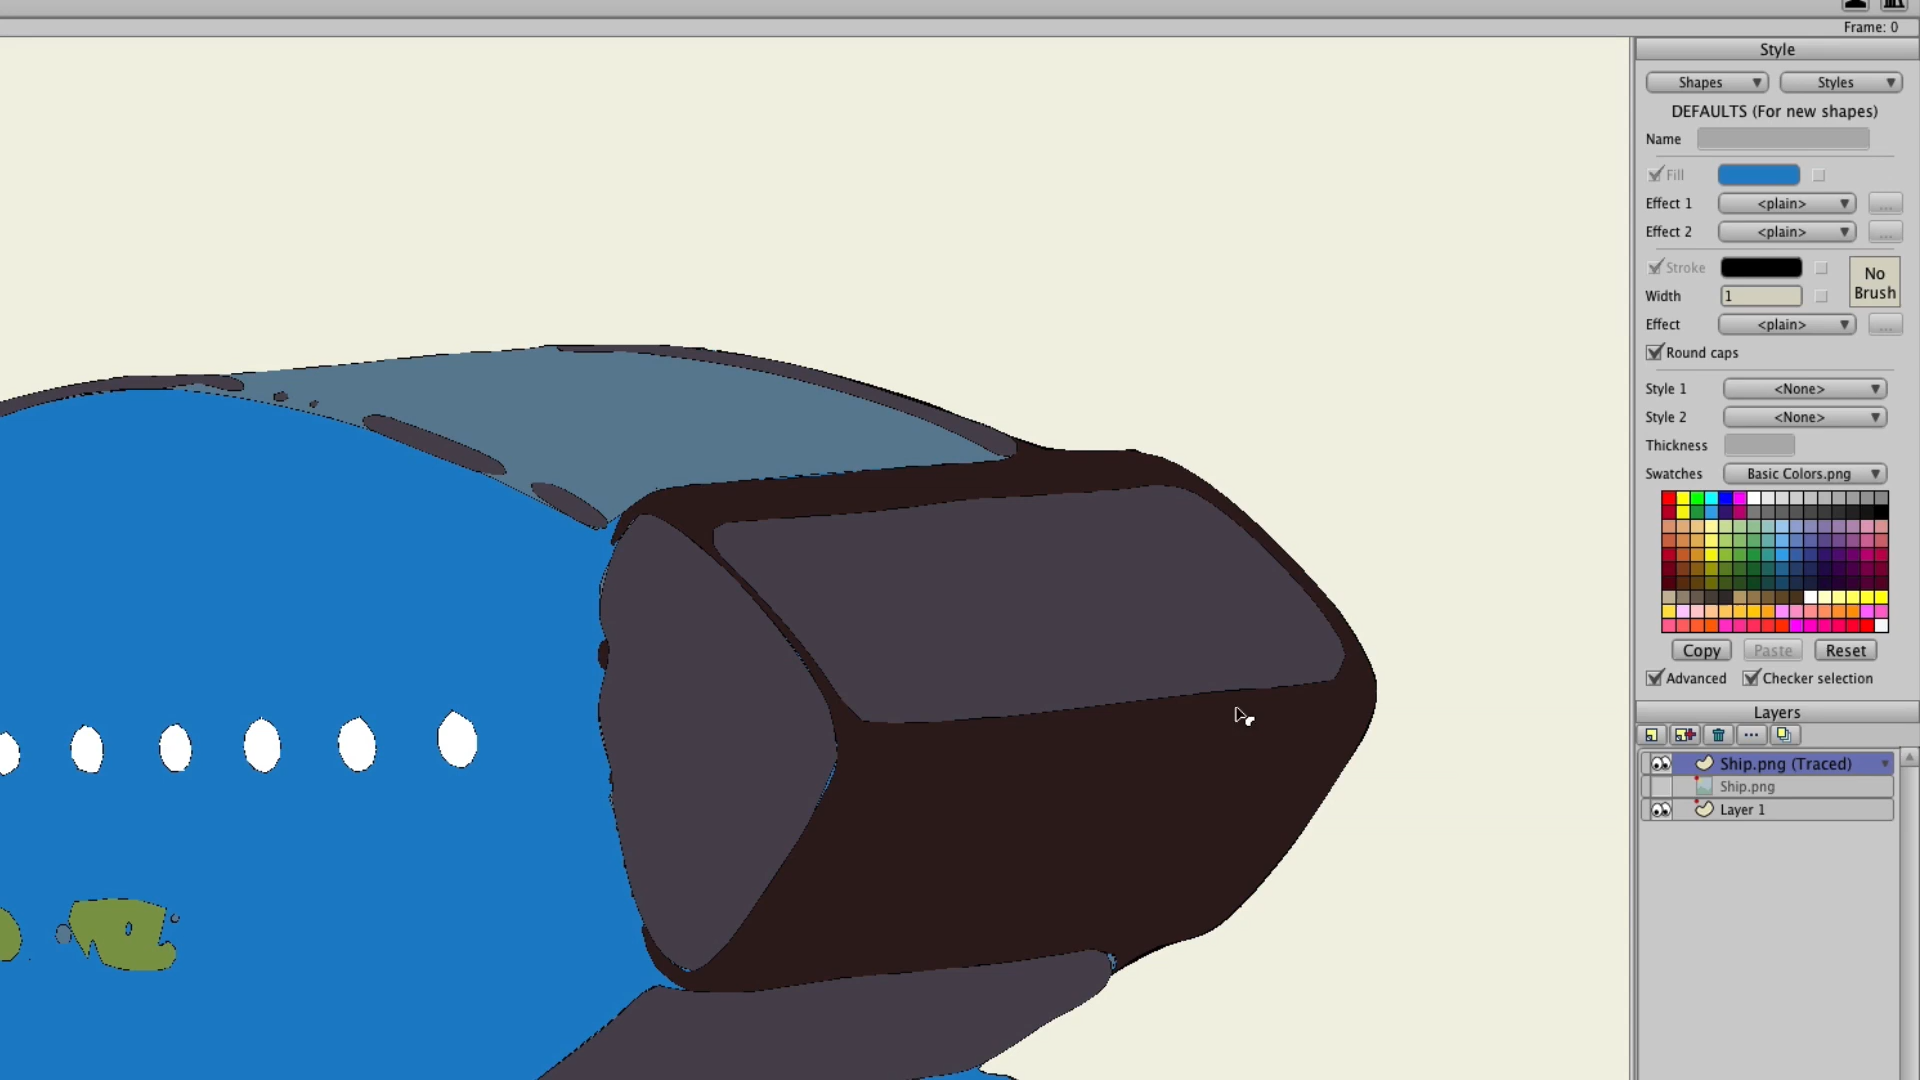 Frame: 0
Style
Shapes Styles
DEFAULTS (For new shapes)
Name
Fill
Effect 1 <plain> ...
Effect 2 <plain> ...
Stroke
No
Brush
Width 1
Effect <plain> ...
Round caps
Style 1 <None>
Style 2 <None>
Thickness
Swatches Basic Colors.png
Copy Paste Reset
Advanced Checker selection
Layers
Ship.png (Traced)
Ship.png
Layer 1